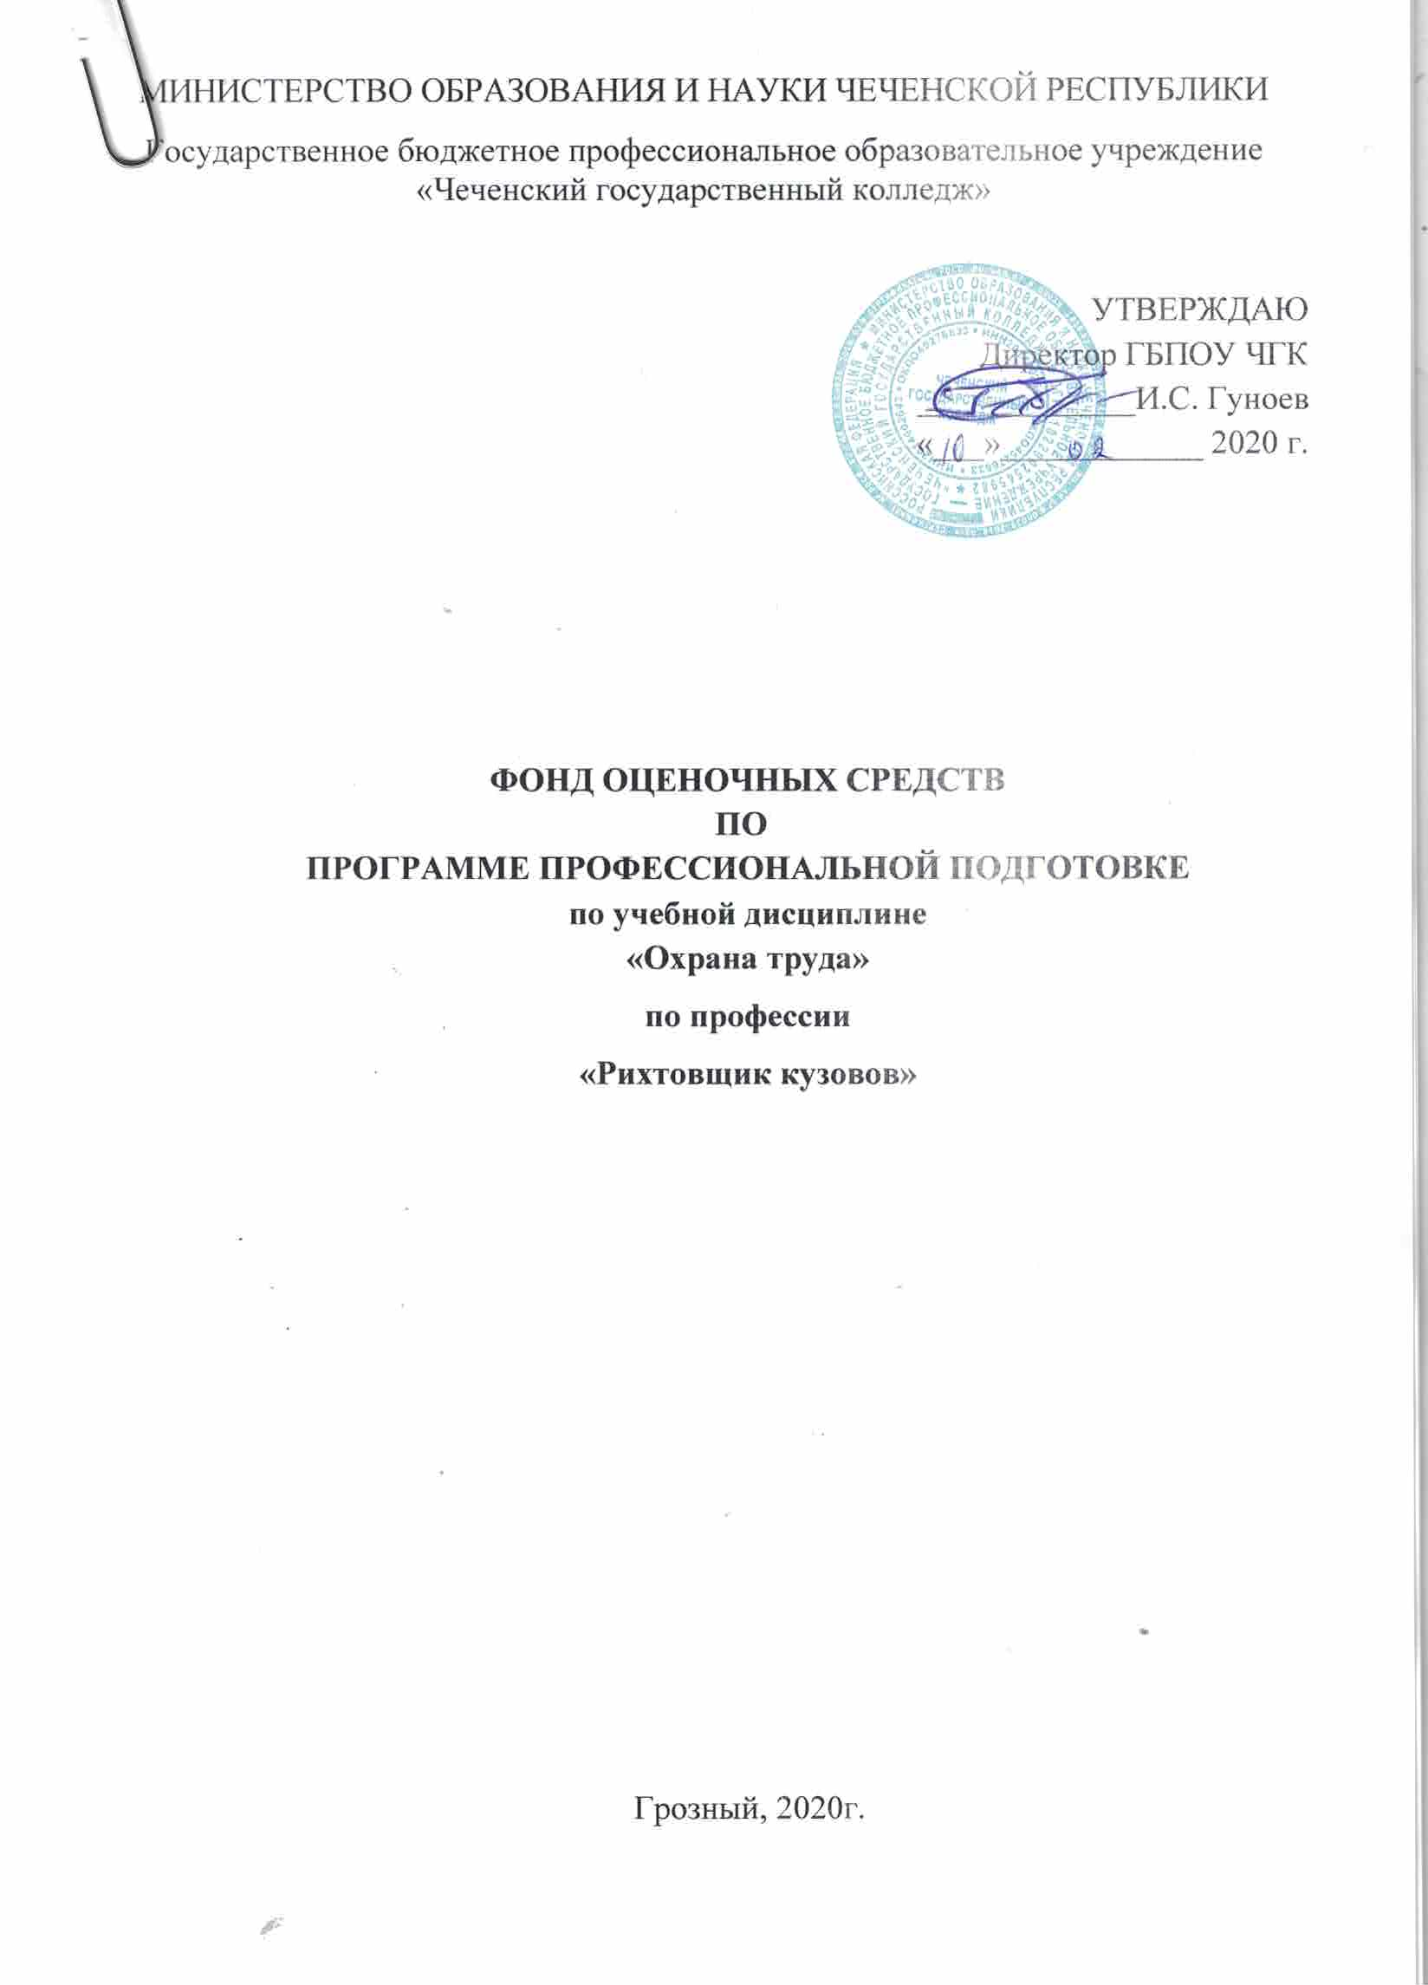 МИНИСТЕРСТВО ОБРАЗОВАНИЯ И НАУКИ ЧЕЧЕНСКОЙ РЕСПУБЛИКИ
Государственное бюджетное профессиональное образовательное учреждение
«Чеченский государственный колледж»
УТВЕРЖДАЮ
Директор ГБПОУ ЧГК
И.С. Гуноев
« 10 » 02 2020 г.
ФОНД ОЦЕНОЧНЫХ СРЕДСТВ
ПО
ПРОГРАММЕ ПРОФЕССИОНАЛЬНОЙ ПОДГОТОВКЕ
по учебной дисциплине
«Охрана труда»
по профессии
«Рихтовщик кузовов»
Грозный, 2020г.